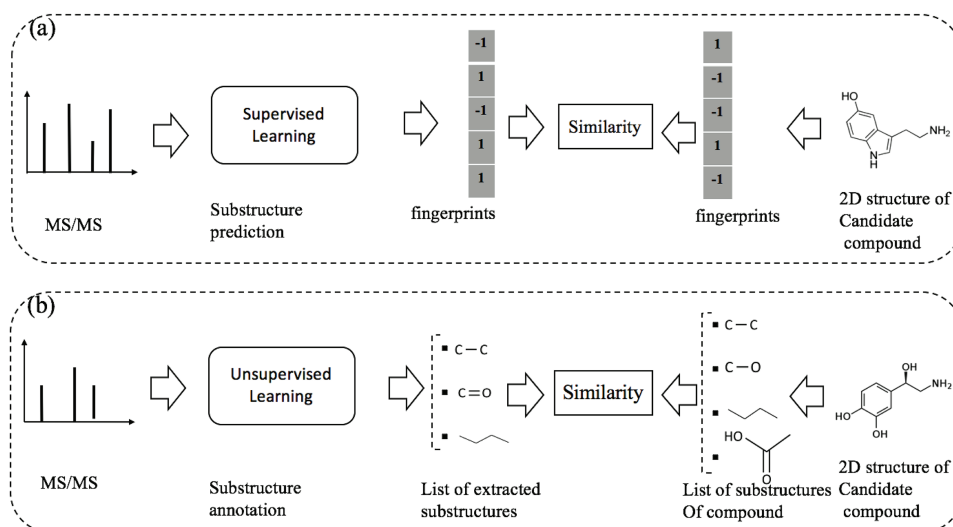 (a)
MS/MS
Supervised
Learning
Substructure
prediction
-1
1
-1
1
1
fingerprints
Similarity
1
-1
-1
1
-1
fingerprints
HO
NH2
N
H
2D structure of
Candidate
compound
(b)
MS/MS
Unsupervised
Learning
Substructure
annotation
C-C
C=O
List of extracted
substructures
Similarity
C-C
C-O
HO
O
List of substructures
Of compound
OH
NH2
HO
OH
2D structure of
Candidate
compound